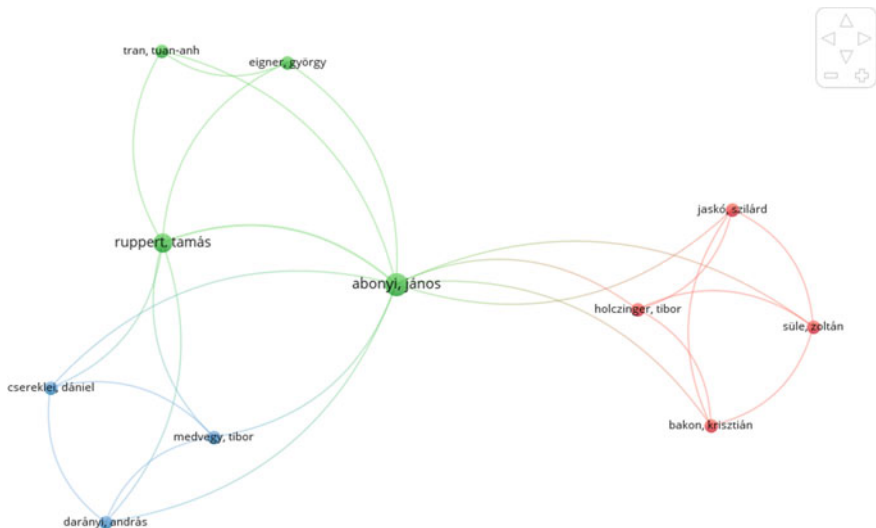 tran, tuan-anh
eigner, györgy
jaskó, szilárd
ruppert, tamás
abonyi, jános
holczinger, tibor
süle, zoltán
csereklei, dániel
bakon, krisztián
medvegy, tibor
darányi, andrás